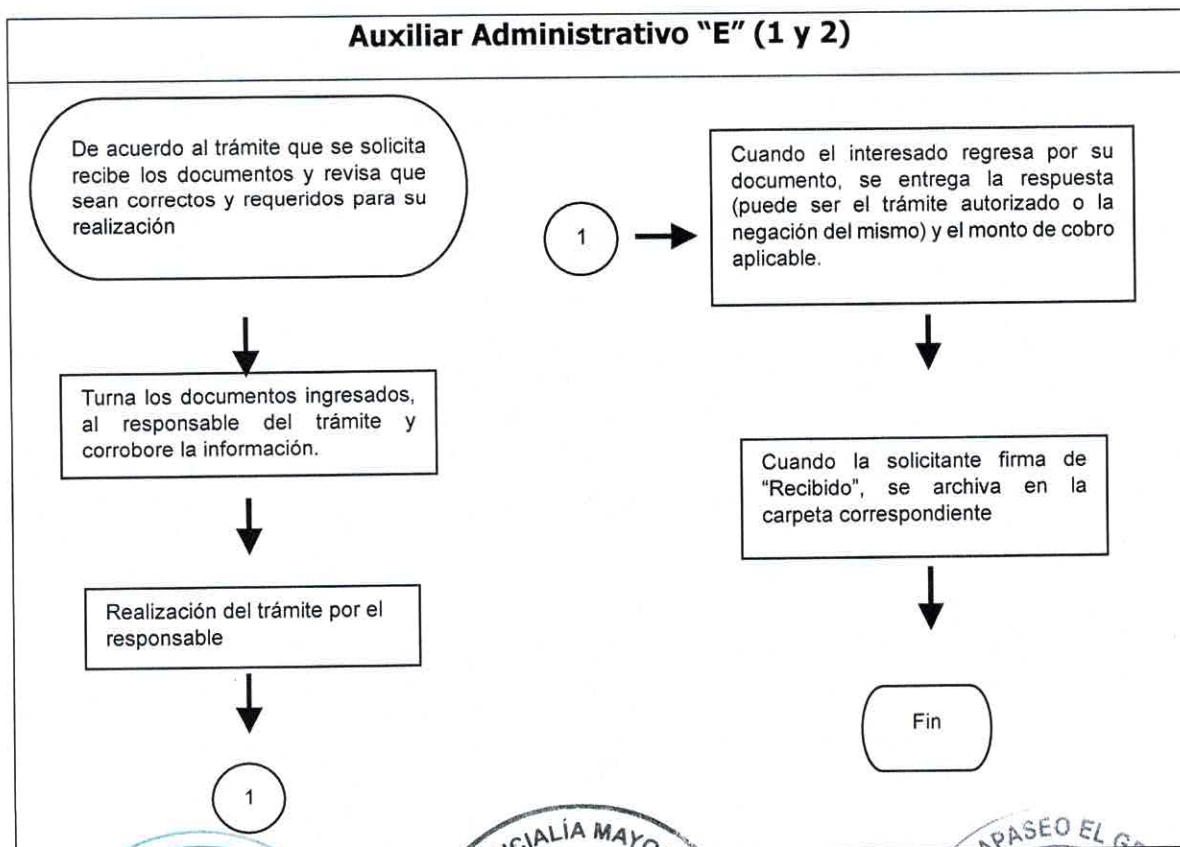 Auxiliar Administrativo “E” (1 y 2)
De acuerdo al trámite que se solicita
recibe los documentos y revisa que
sean correctos y requeridos para su
realización
Turna los documentos ingresados,
al responsable del trámite y
corrobore la información.
Realización del trámite por el
responsable
1
1
Cuando el interesado regresa por su
documento, se entrega la respuesta
(puede ser el trámite autorizado o la
negación del mismo) y el monto de cobro
aplicable.
Cuando la solicitante firma de
“Recibido”, se archiva en la
carpeta correspondiente
Fin
CIALÍA MAYO
APASEO EL G